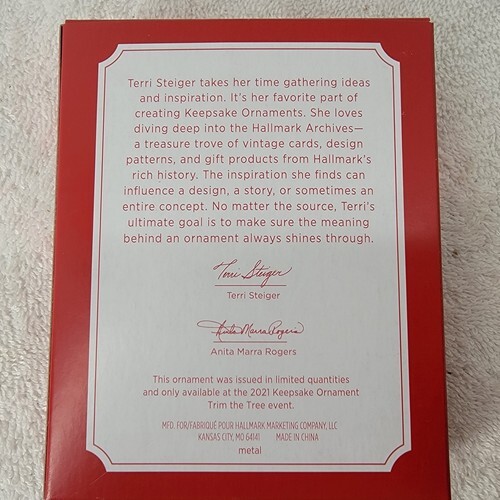 Terri Steiger takes her time gathering ideas
and inspiration. It's her favorite part of
creating Keepsake Ornaments. She loves
diving deep into the Hallmark Archives—
a treasure trove of vintage cards, design
patterns, and gift products from Hallmark's
rich history. The inspiration she finds can
influence a design, a story, or sometimes an
entire concept. No matter the source, Terri's
ultimate goal is to make sure the meaning
behind an ornament always shines through.
Terri Steiger
Terri Steiger
Anita Marra Rogers
Anita Marra Rogers
This ornament was issued in limited quantities
and only available at the 2021 Keepsake Ornament
Trim the Tree event.
MFD. FOR/FABRIQUÉ POUR HALLMARK MARKETING COMPANY, LLC
KANSAS CITY, MO 64141 MADE IN CHINA
metal